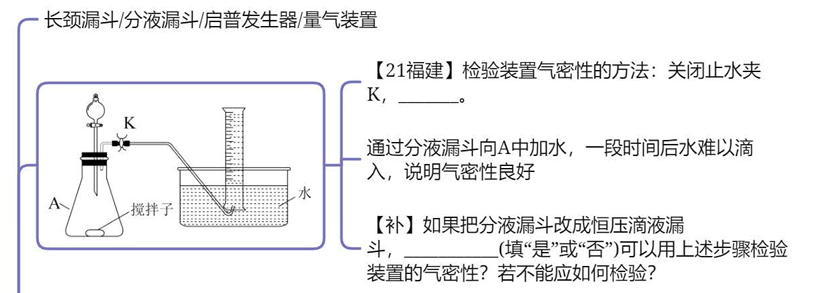 长颈漏斗/分液漏斗/启普发生器/量气装置
【21福建】检验装置气密性的方法：关闭止水夹
K，______。
K
A
搅拌子
水
通过分液漏斗向A中加水，一段时间后水难以滴
入，说明气密性良好
【补】如果把分液漏斗改成恒压滴液漏
斗，_________(填“是”或“否”)可以用上述步骤检验
装置的气密性？若不能应如何检验？